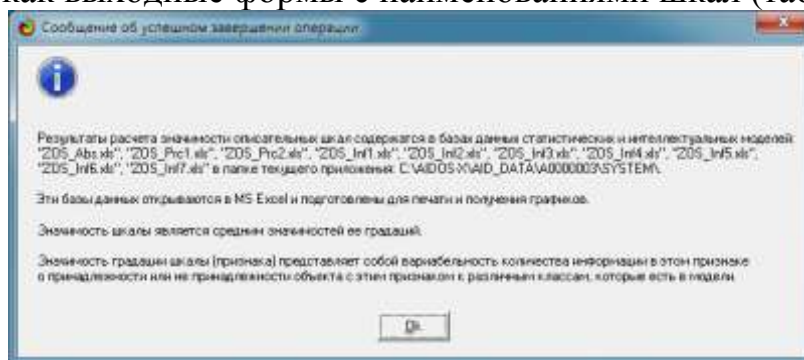 как выходные формы с наименованиями шкал (таб
Сообщение об успешном завершении операции
Результаты расчета значимости описательных шкал содержатся в базах данных статистических и интеллектуальных моделей:
"ZOS_Abs.xls", "ZOS_Prc1.xls", "ZOS_Prc2.xls", "ZOS_Inf1.xls", "ZOS_Inf2.xls", "ZOS_Inf3.xls", "ZOS_Inf4.xls", "ZOS_Inf5.xls",
"ZOS_Inf6.xls", "ZOS_Inf7.xls" в папке текущего приложения: C:\AIDOS-X\AID_DATA\A0000003\SYSTEM\.
Эти базы данных открываются в MS Excel и подготовлены для печати и получения графиков.
Значимость шкалы является средним значимостей ее градаций.
Значимость градации шкалы (признака) представляет собой вариабельность количества информации в этом признаке
о принадлежности или не принадлежности объекта с этим признаком к различным классам, которые есть в модели.
Ok